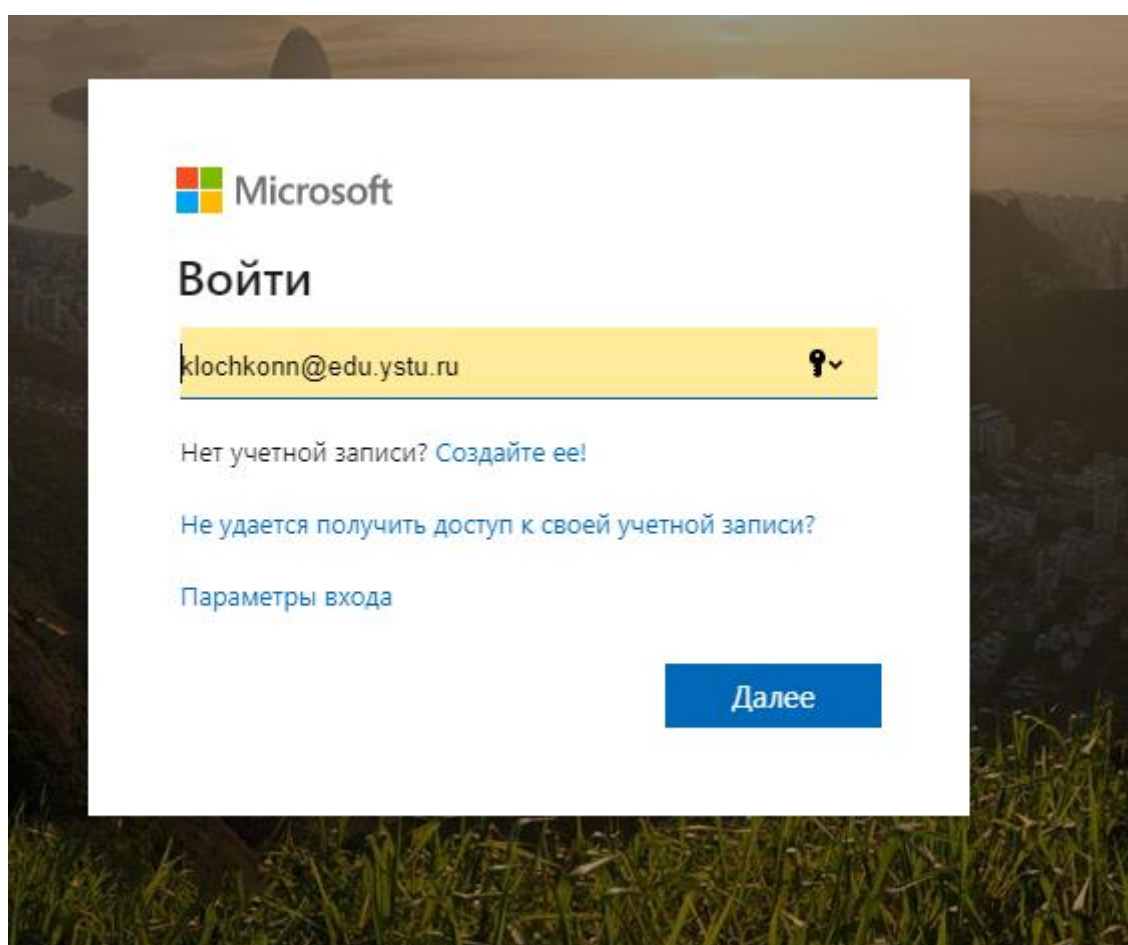 Microsoft
Войти
klochkonn@edu.ystu.ru
Нет учетной записи? Создайте ее!
Не удается получить доступ к своей учетной записи?
Параметры входа
Далее